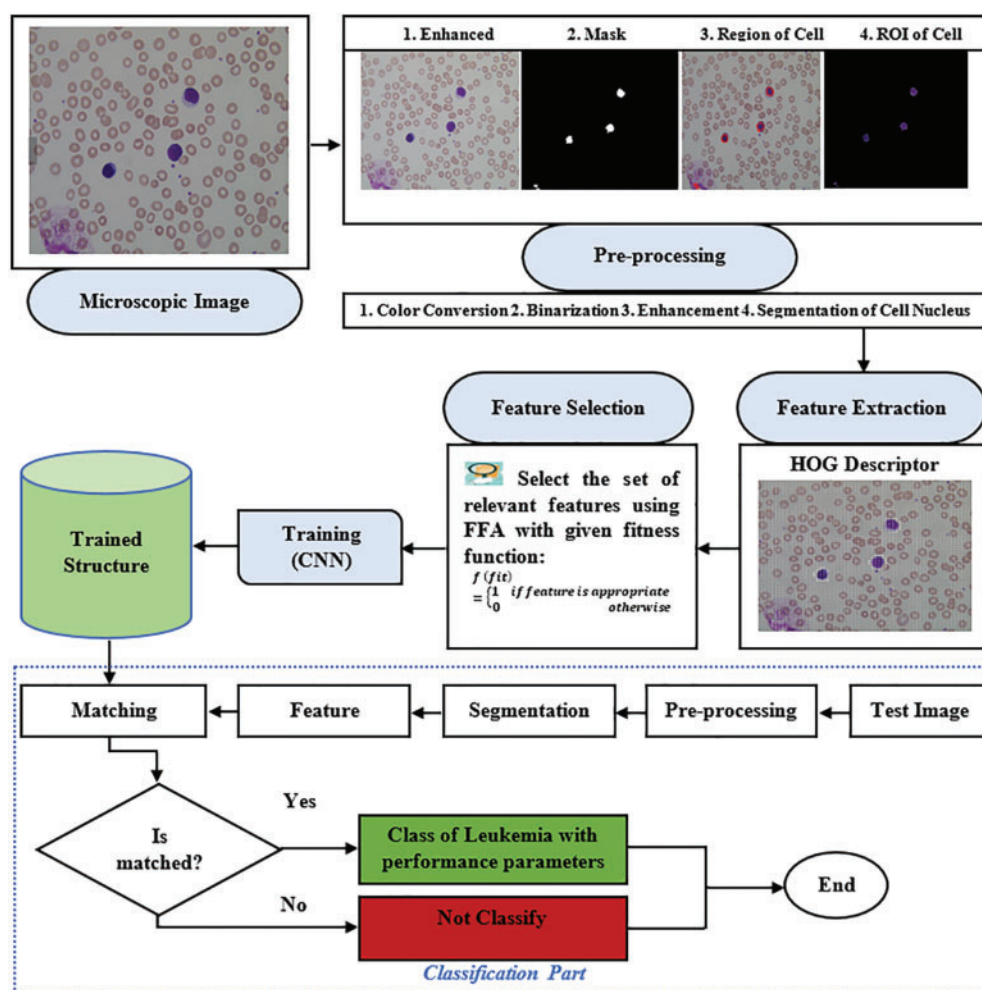 1. Enhanced 2. Mask 3. Region of Cell 4. ROI of Cell
Microscopic Image
Pre-processing
1. Color Conversion 2. Binarization 3. Enhancement 4. Segmentation of Cell Nucleus
Feature Selection
Feature Extraction
Select the set of
relevant features using
FFA with given fitness
function:
f (fit)
= {1 if feature is appropriate
0 otherwise
HOG Descriptor
Training
(CNN)
Trained
Structure
Matching
Feature
Segmentation
Pre-processing
Test Image
Is
matched?
Yes
No
Class of Leukemia with
performance parameters
Not Classify
End
Classification Part